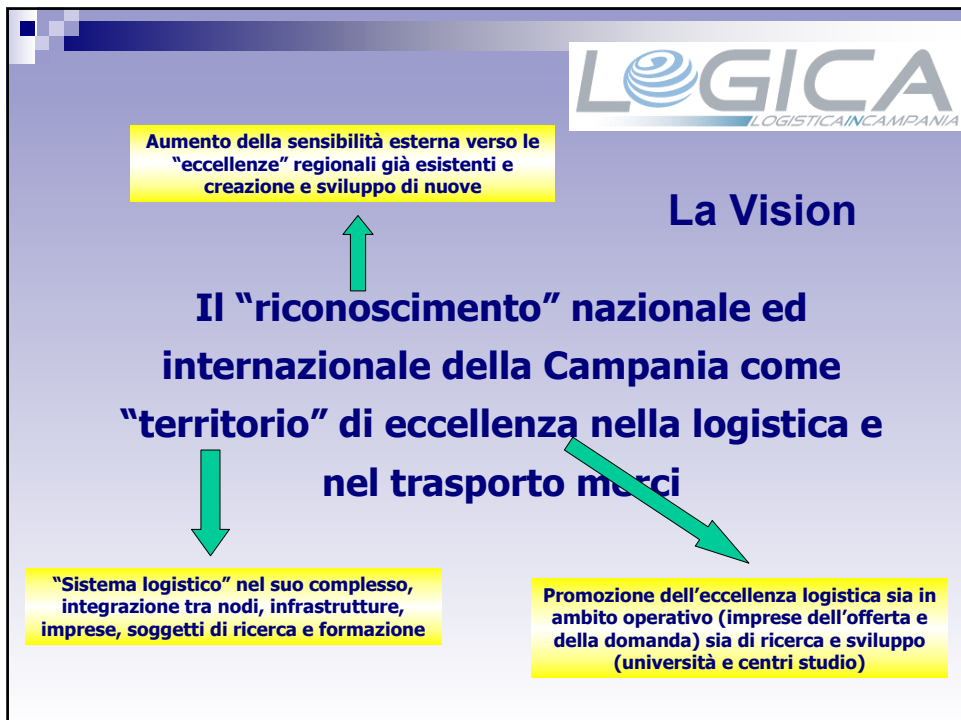 LOGICA
LOGISTICAINCAMPANIA
Aumento della sensibilità esterna verso le
“eccellenze” regionali già esistenti e
creazione e sviluppo di nuove
La Vision
Il “riconoscimento” nazionale ed
internazionale della Campania come
“territorio” di eccellenza nella logistica e
nel trasporto merci
“Sistema logistico” nel suo complesso,
integrazione tra nodi, infrastrutture,
imprese, soggetti di ricerca e formazione
Promozione dell’eccellenza logistica sia in
ambito operativo (imprese dell’offerta e
della domanda) sia di ricerca e sviluppo
(università e centri studio)